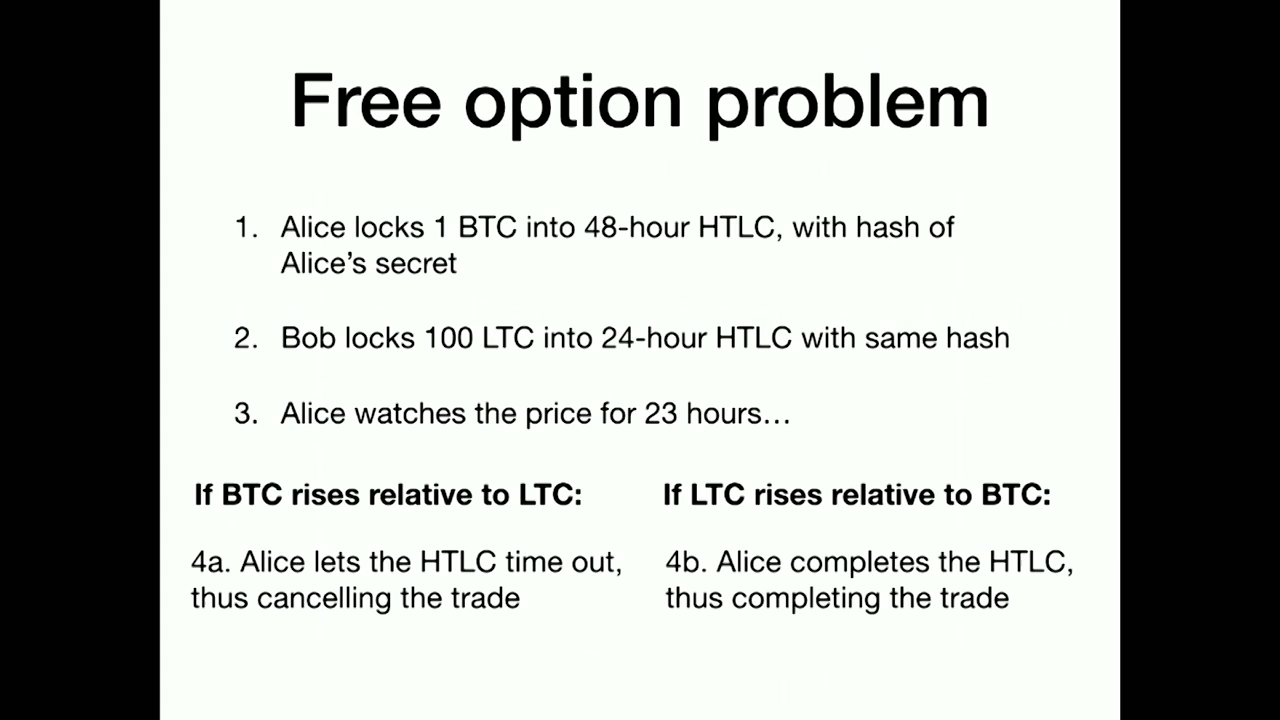 Free option problem
1. Alice locks 1 BTC into 48-hour HTLC, with hash of
Alice’s secret
2. Bob locks 100 LTC into 24-hour HTLC with same hash
3. Alice watches the price for 23 hours…
If BTC rises relative to LTC:
4a. Alice lets the HTLC time out,
thus cancelling the trade
If LTC rises relative to BTC:
4b. Alice completes the HTLC,
thus completing the trade